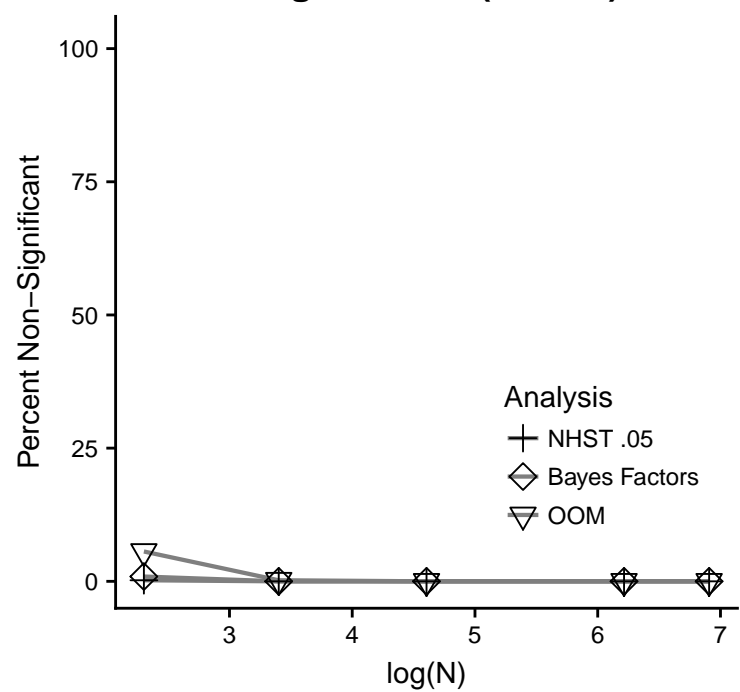 100
75
50
25
0
Percent Non−Significant
Analysis
NHST .05
Bayes Factors
OOM
3 4 5 6 7
log(N)